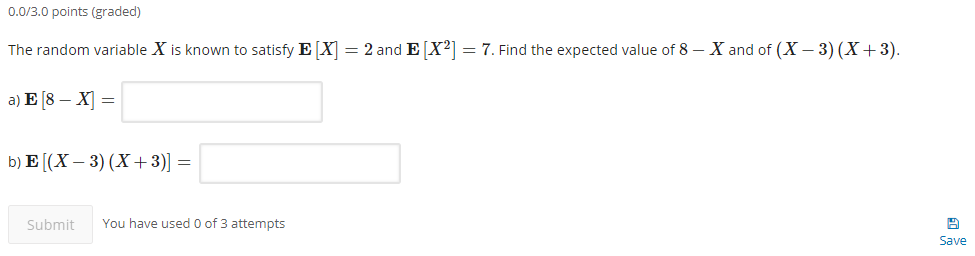 0.0/3.0 points (graded)
The random variable X is known to satisfy E [X] = 2 and E [X²] = 7. Find the expected value of 8 − X and of (X − 3) (X + 3).
a) E [8 − X] =
b) E [(X − 3) (X + 3)] =
Submit You have used 0 of 3 attempts
Save